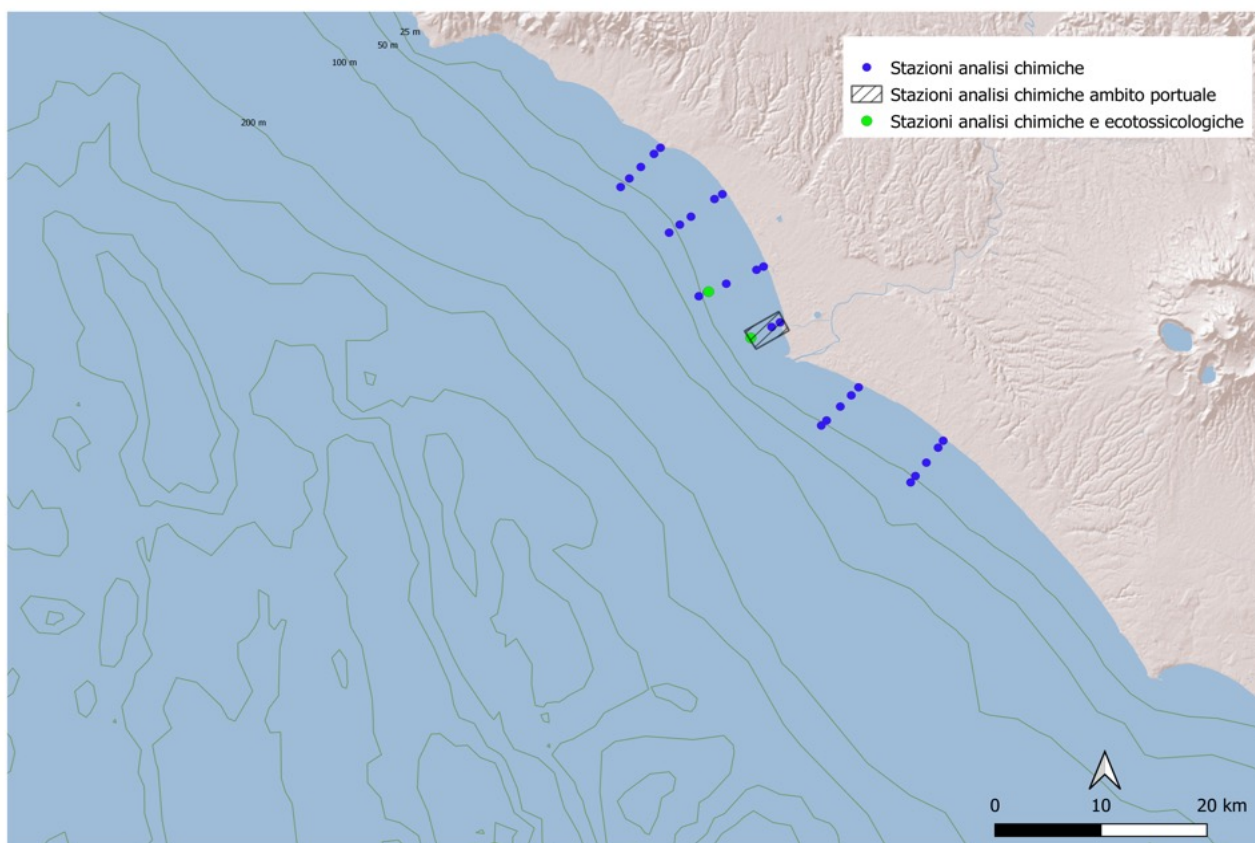 25 m
50 m
100 m
200 m
Stazioni analisi chimiche
Stazioni analisi chimiche ambito portuale
Stazioni analisi chimiche e ecotossicologiche
0 10 20 km